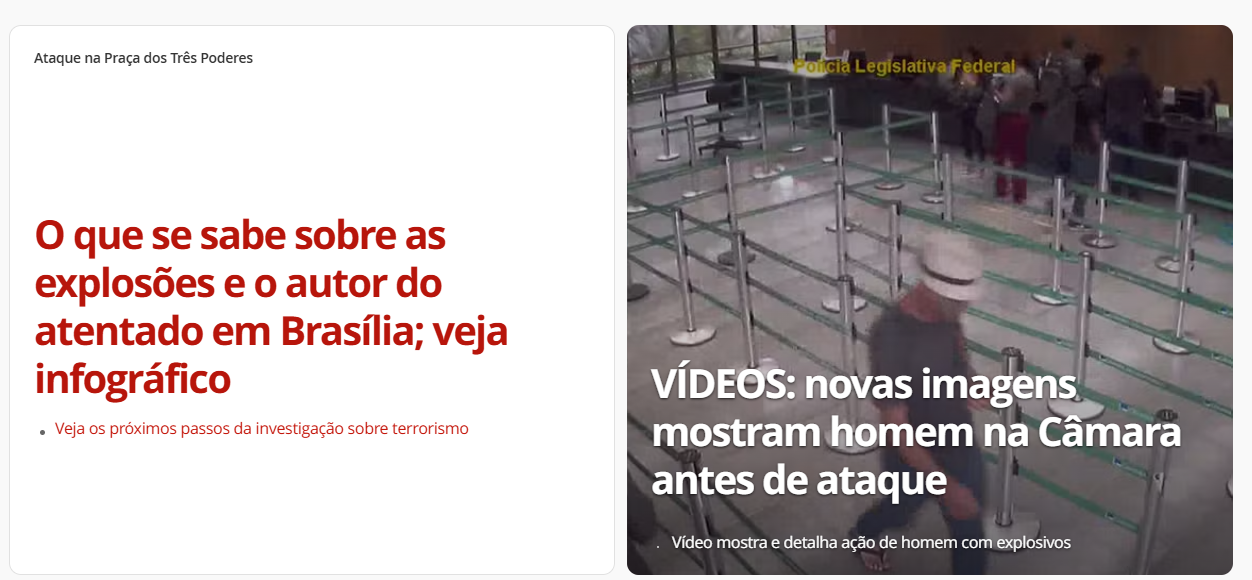 Ataque na Praça dos Três Poderes
O que se sabe sobre as
explosões e o autor do
atentado em Brasília; veja
infográfico
Veja os próximos passos da investigação sobre terrorismo
Polícia Legislativa Federal
VÍDEOS: novas imagens
mostram homem na Câmara
antes de ataque
Vídeo mostra e detalha ação de homem com explosivos